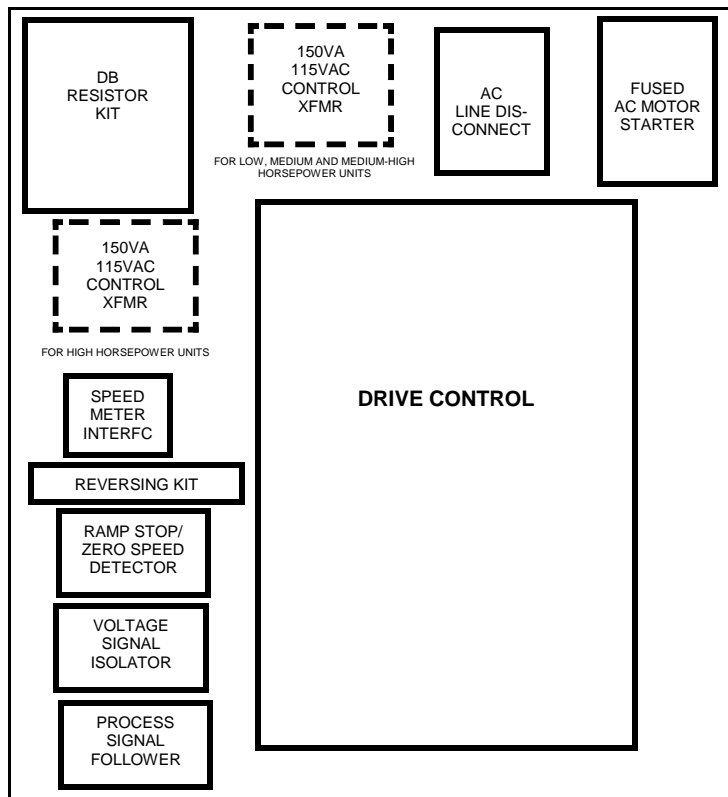 DB
RESISTOR
KIT
150VA
115VAC
CONTROL
XFMR
FOR LOW, MEDIUM AND MEDIUM-HIGH
HORSEPOWER UNITS
AC
LINE DIS-
CONNECT
FUSED
AC MOTOR
STARTER
150VA
115VAC
CONTROL
XFMR
FOR HIGH HORSEPOWER UNITS
SPEED
METER
INTERFC
REVERSING KIT
RAMP STOP/
ZERO SPEED
DETECTOR
VOLTAGE
SIGNAL
ISOLATOR
PROCESS
SIGNAL
FOLLOWER
DRIVE CONTROL